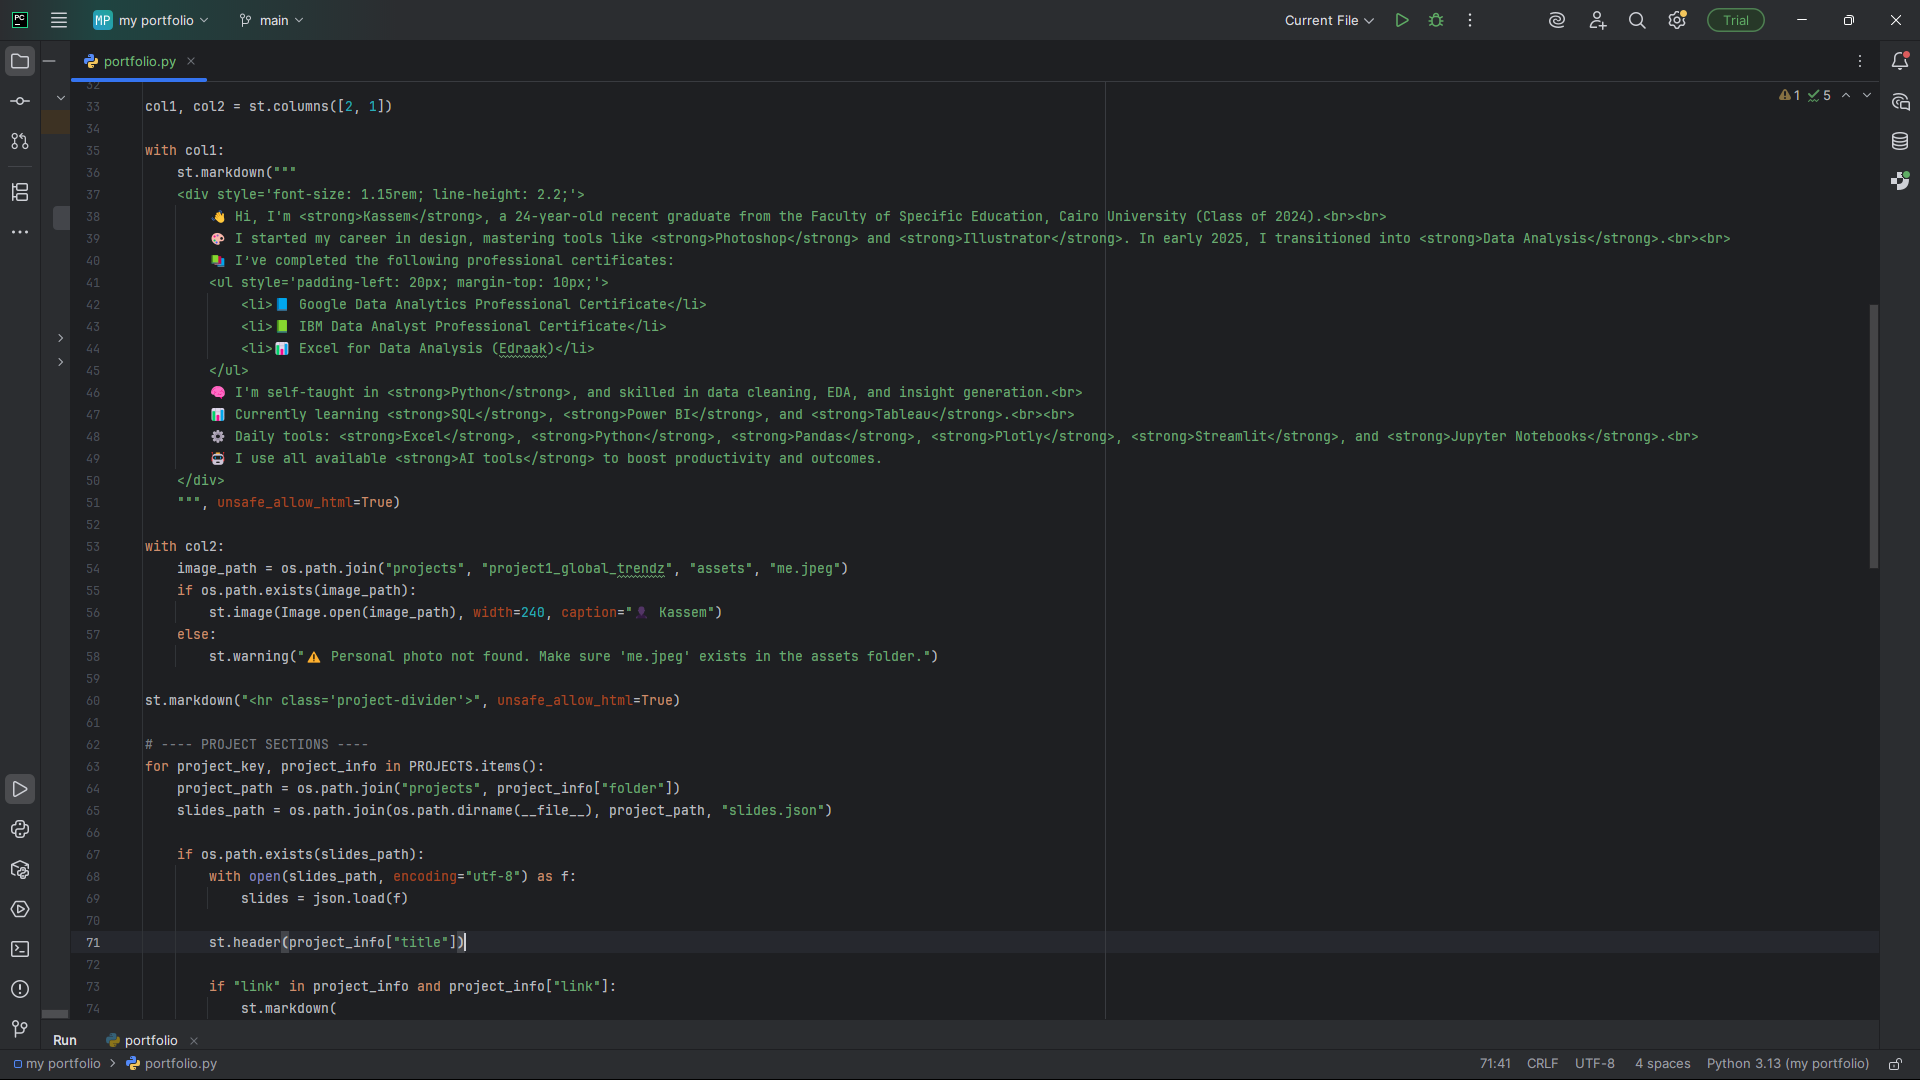 PC MP my portfolio main Current File Trial
portfolio.py
32
33 col1, col2 = st.columns([2, 1]) 1 5
34
35 with col1:
36 st.markdown("""
37 <div style='font-size: 1.15rem; line-height: 2.2;'>
38 👋 Hi, I'm <strong>Kassem</strong>, a 24-year-old recent graduate from the Faculty of Specific Education, Cairo University (Class of 2024).<br><br>
39 🎨 I started my career in design, mastering tools like <strong>Photoshop</strong> and <strong>Illustrator</strong>. In early 2025, I transitioned into <strong>Data Analysis</strong>.<br><br>
40 📚 I've completed the following professional certificates:
41 <ul style='padding-left: 20px; margin-top: 10px;'>
42 <li>📘 Google Data Analytics Professional Certificate</li>
43 <li>📗 IBM Data Analyst Professional Certificate</li>
44 <li>📊 Excel for Data Analysis (Edraak)</li>
45 </ul>
46 🧠 I'm self-taught in <strong>Python</strong>, and skilled in data cleaning, EDA, and insight generation.<br>
47 📊 Currently learning <strong>SQL</strong>, <strong>Power BI</strong>, and <strong>Tableau</strong>.<br><br>
48 ⚙️ Daily tools: <strong>Excel</strong>, <strong>Python</strong>, <strong>Pandas</strong>, <strong>Plotly</strong>, <strong>Streamlit</strong>, and <strong>Jupyter Notebooks</strong>.<br>
49 🤖 I use all available <strong>AI tools</strong> to boost productivity and outcomes.
50 </div>
51 """, unsafe_allow_html=True)
52
53 with col2:
54 image_path = os.path.join("projects", "project1_global_trendz", "assets", "me.jpeg")
55 if os.path.exists(image_path):
56 st.image(Image.open(image_path), width=240, caption="👤 Kassem")
57 else:
58 st.warning("⚠️ Personal photo not found. Make sure 'me.jpeg' exists in the assets folder.")
59
60 st.markdown("<hr class='project-divider'>", unsafe_allow_html=True)
61
62 # ---- PROJECT SECTIONS ----
63 for project_key, project_info in PROJECTS.items():
64 project_path = os.path.join("projects", project_info["folder"])
65 slides_path = os.path.join(os.path.dirname(__file__), project_path, "slides.json")
66
67 if os.path.exists(slides_path):
68 with open(slides_path, encoding="utf-8") as f:
69 slides = json.load(f)
70
71 st.header(project_info["title"])
72
73 if "link" in project_info and project_info["link"]:
74 st.markdown(
Run portfolio
my portfolio > portfolio.py 71:41 CRLF UTF-8 4 spaces Python 3.13 (my portfolio)